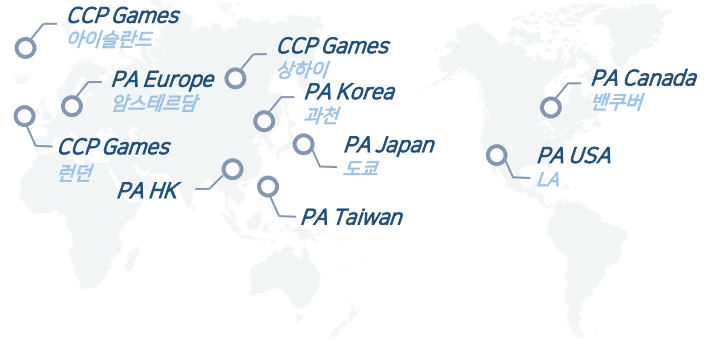 CCP Games
아이슬란드
CCP Games
상하이
PA Europe
암스테르담
PA Korea
과천
PA Canada
밴쿠버
CCP Games
런던
PA Japan
도쿄
PA USA
LA
PA HK
PA Taiwan